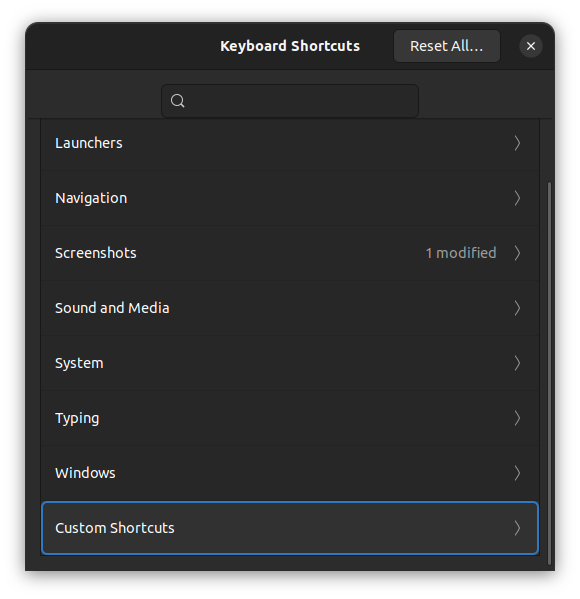 Keyboard Shortcuts
Reset All...
Launchers
Navigation
Screenshots 1 modified
Sound and Media
System
Typing
Windows
Custom Shortcuts